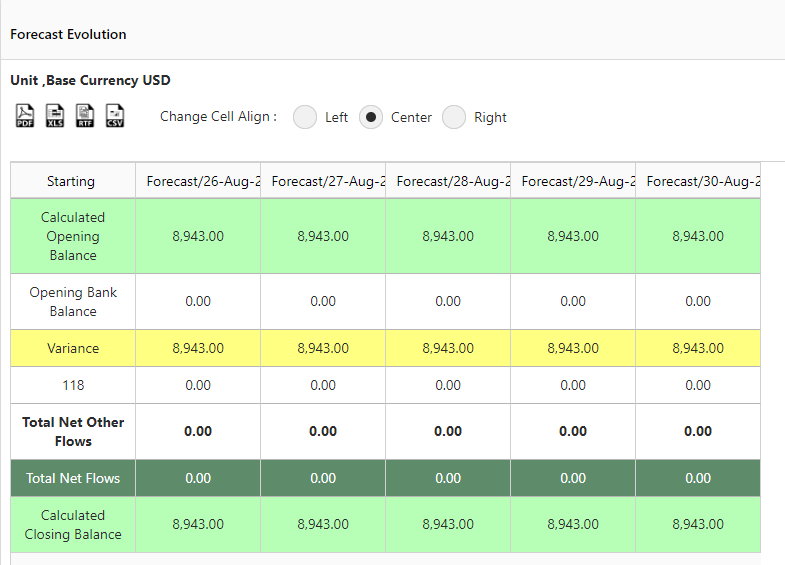 Forecast Evolution
Unit ,Base Currency USD
PDF XLS RTF CSV Change Cell Align : Left Center Right
Starting Forecast/26-Aug-2 Forecast/27-Aug-2 Forecast/28-Aug-2 Forecast/29-Aug-2 Forecast/30-Aug-2
Calculated
Opening
Balance
8,943.00 8,943.00 8,943.00 8,943.00 8,943.00
Opening Bank
Balance
0.00 0.00 0.00 0.00 0.00
Variance 8,943.00 8,943.00 8,943.00 8,943.00 8,943.00
118 0.00 0.00 0.00 0.00 0.00
Total Net Other
Flows
0.00 0.00 0.00 0.00 0.00
Total Net Flows 0.00 0.00 0.00 0.00 0.00
Calculated
Closing Balance
8,943.00 8,943.00 8,943.00 8,943.00 8,943.00